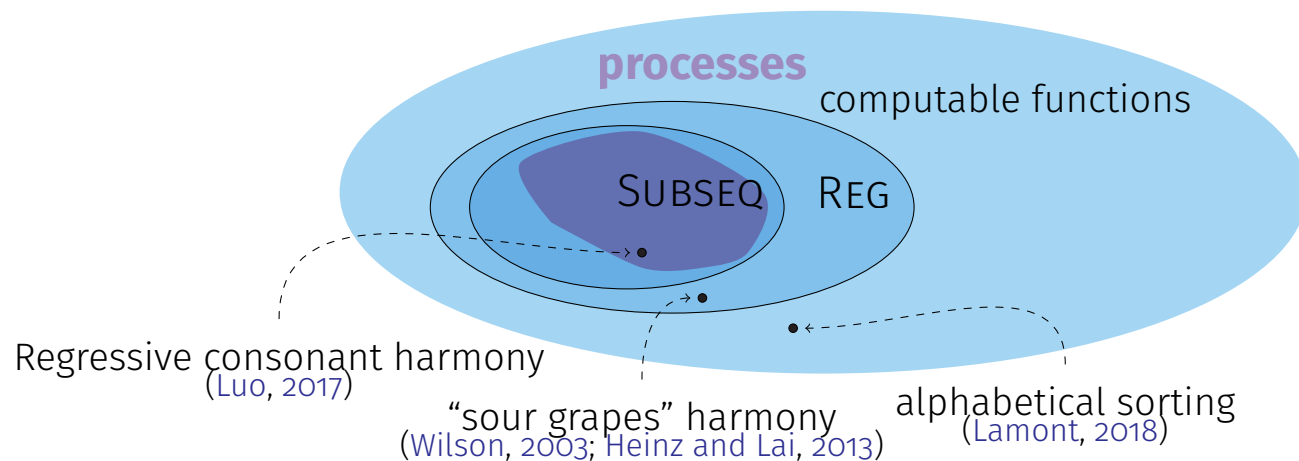 processes
computable functions
SUBSEQ
REG
Regressive consonant harmony
(Luo, 2017)
“sour grapes” harmony
(Wilson, 2003; Heinz and Lai, 2013)
alphabetical sorting
(Lamont, 2018)